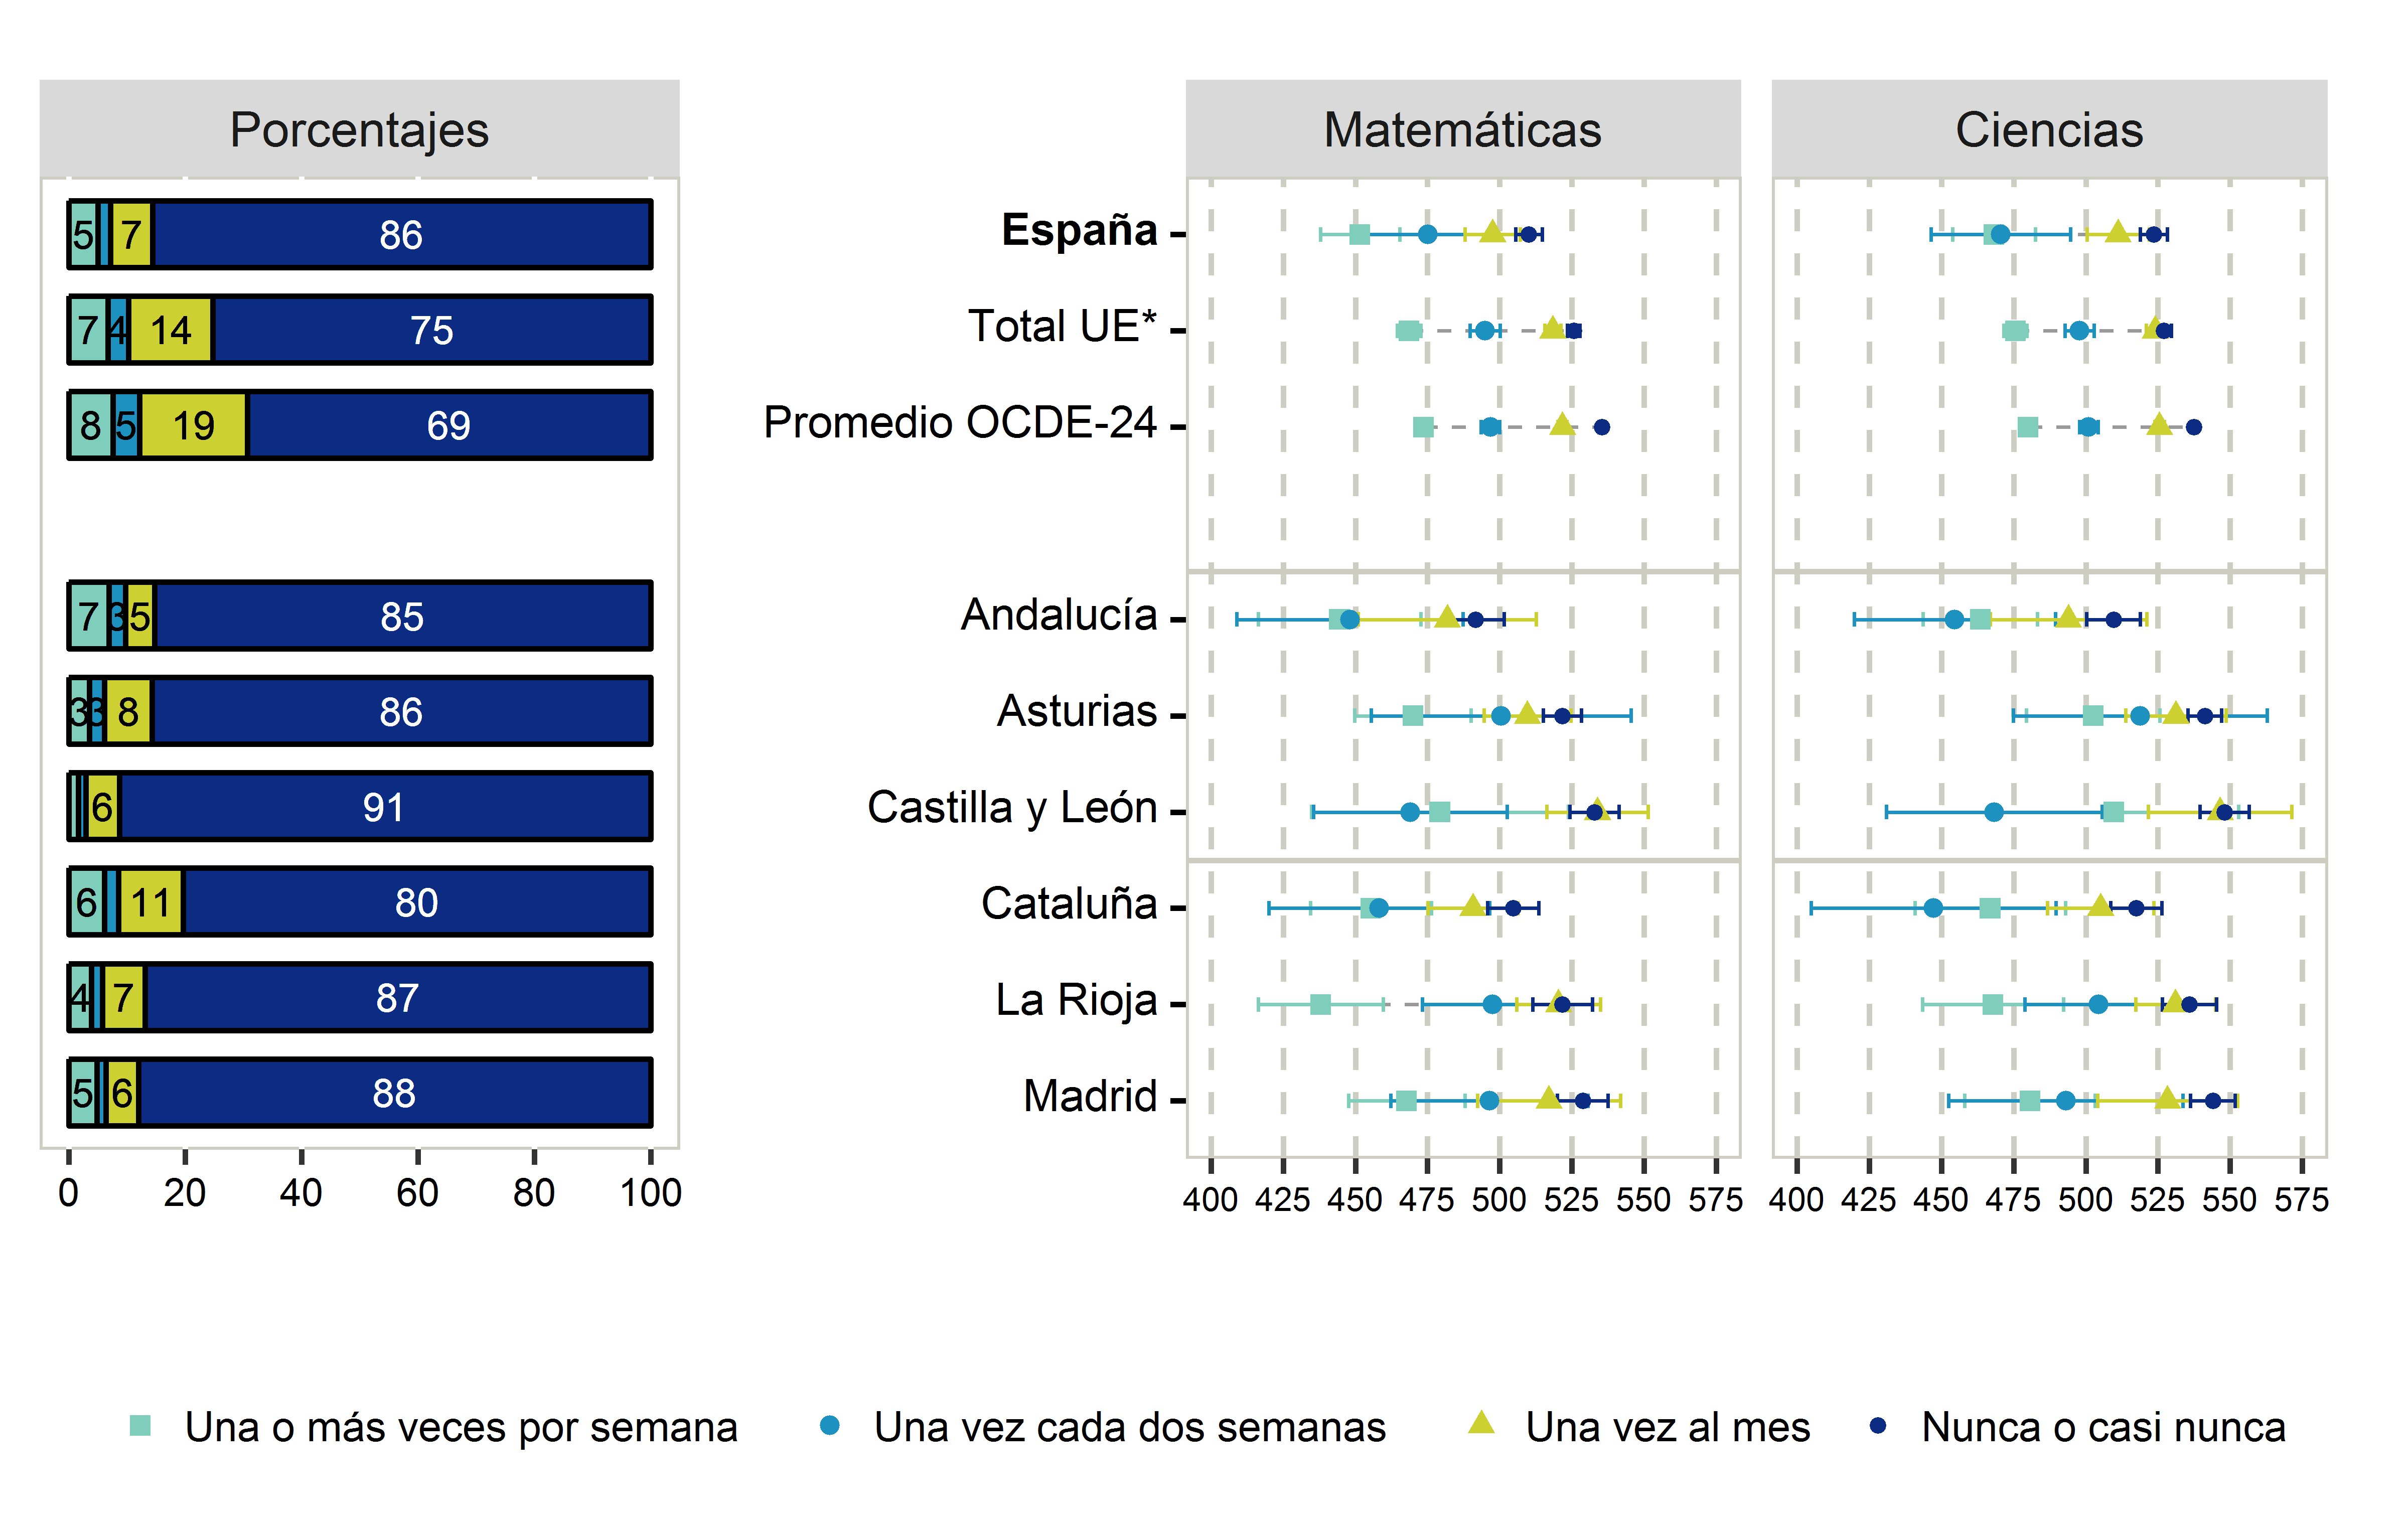 Porcentajes
Matemáticas
Ciencias
5 7 86
España
7 4 14 75
Total UE*
8 5 19 69
Promedio OCDE-24
7 3 5 85
Andalucía
3 3 8 86
Asturias
6 91
Castilla y León
6 11 80
Cataluña
4 7 87
La Rioja
5 6 88
Madrid
0 20 40 60 80 100
400 425 450 475 500 525 550 575
400 425 450 475 500 525 550 575
Una o más veces por semana
Una vez cada dos semanas
Una vez al mes
Nunca o casi nunca